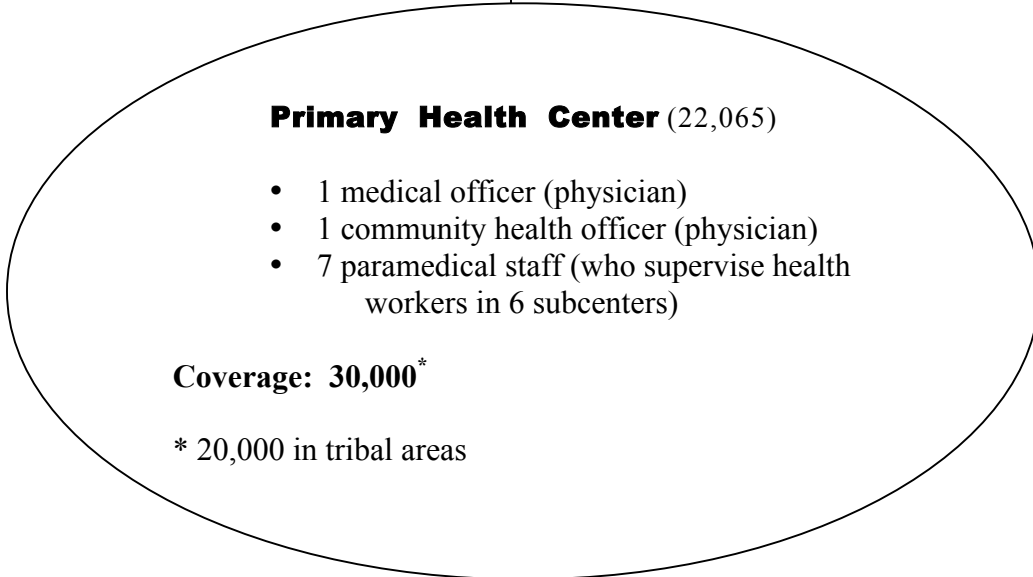 Primary Health Center (22,065)
• 1 medical officer (physician)
• 1 community health officer (physician)
• 7 paramedical staff (who supervise health
workers in 6 subcenters)
Coverage: 30,000*
* 20,000 in tribal areas